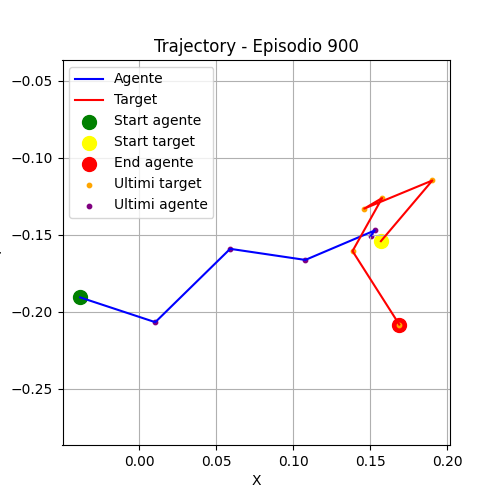 Trajectory - Episodio 900
Agente
Target
Start agente
Start target
End agente
Ultimi target
Ultimi agente
−0.05
−0.10
−0.15
−0.20
−0.25
0.00
0.05
0.10
0.15
0.20
X